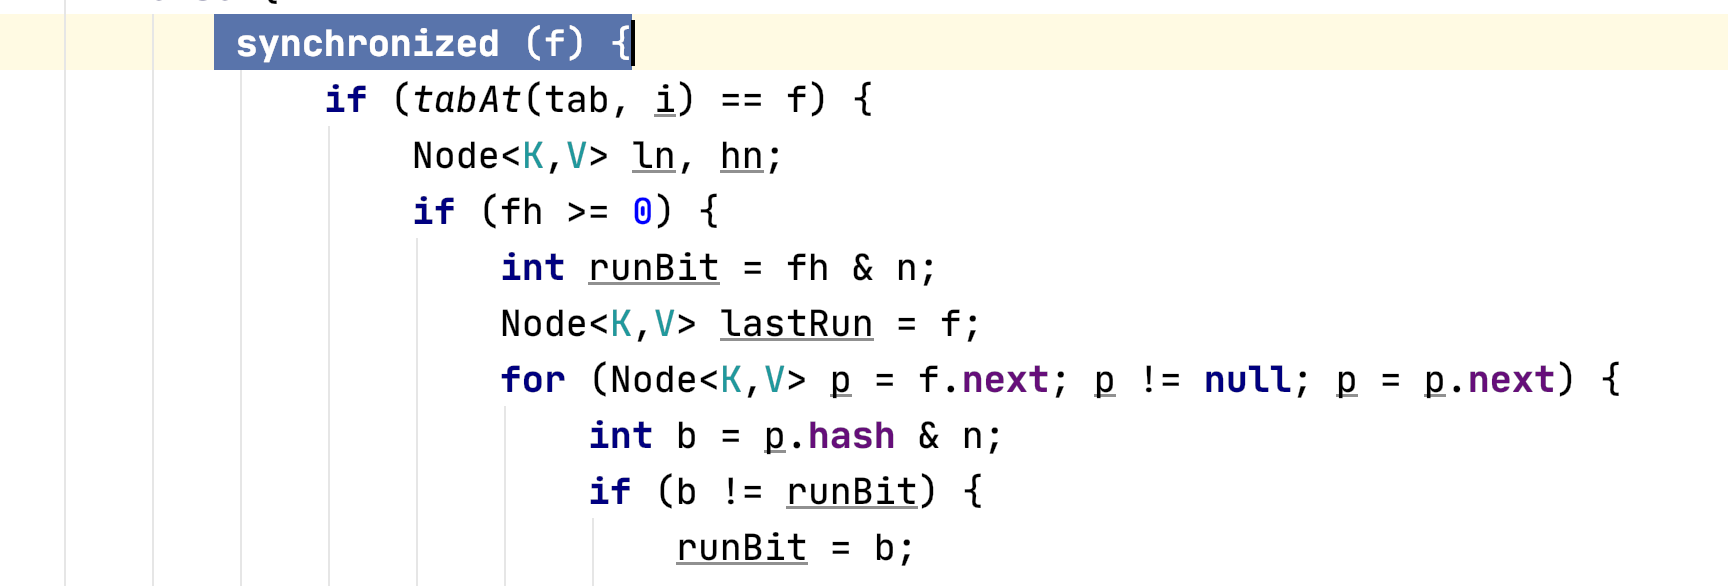 synchronized (f) {
if (tabAt(tab, i) == f) {
Node<K,V> ln, hn;
if (fh >= 0) {
int runBit = fh & n;
Node<K,V> lastRun = f;
for (Node<K,V> p = f.next; p != null; p = p.next) {
int b = p.hash & n;
if (b != runBit) {
runBit = b;